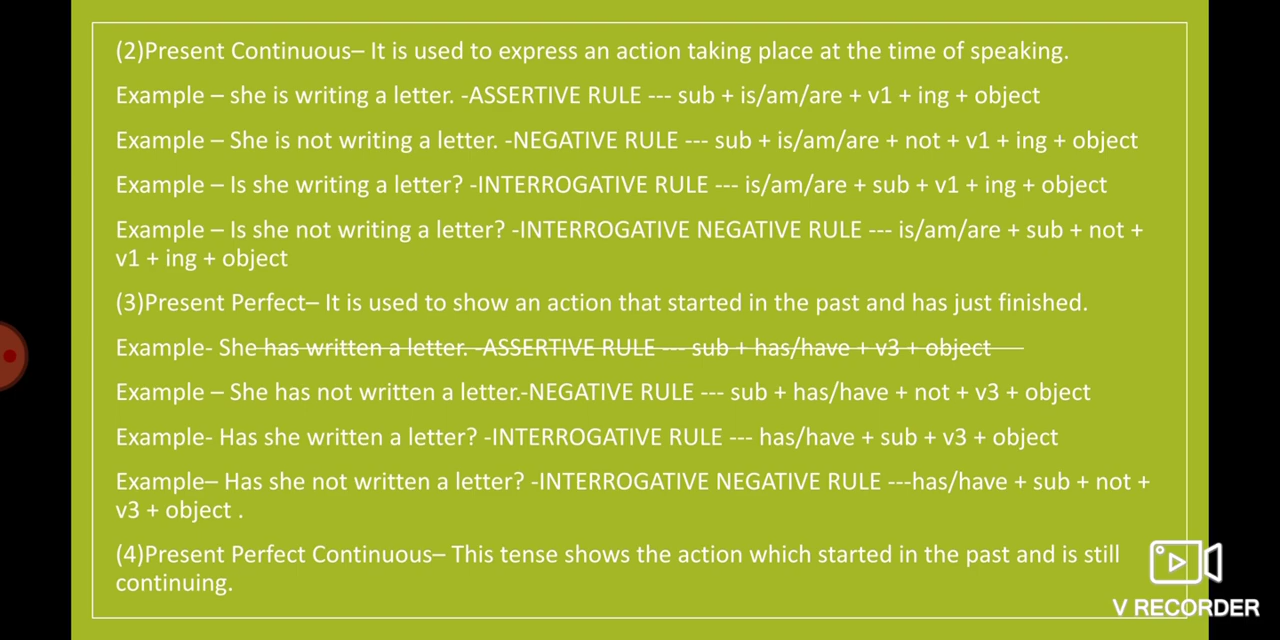 (2)Present Continuous– It is used to express an action taking place at the time of speaking.
Example – she is writing a letter. -ASSERTIVE RULE --- sub + is/am/are + v1 + ing + object
Example – She is not writing a letter. -NEGATIVE RULE --- sub + is/am/are + not + v1 + ing + object
Example – Is she writing a letter? -INTERROGATIVE RULE --- is/am/are + sub + v1 + ing + object
Example – Is she not writing a letter? -INTERROGATIVE NEGATIVE RULE --- is/am/are + sub + not +
v1 + ing + object
(3)Present Perfect– It is used to show an action that started in the past and has just finished.
Example- She has written a letter. -ASSERTIVE RULE --- sub + has/have + v3 + object
Example – She has not written a letter.-NEGATIVE RULE --- sub + has/have + not + v3 + object
Example- Has she written a letter? -INTERROGATIVE RULE --- has/have + sub + v3 + object
Example– Has she not written a letter? -INTERROGATIVE NEGATIVE RULE ---has/have + sub + not +
v3 + object .
(4)Present Perfect Continuous– This tense shows the action which started in the past and is still
continuing.
V RECORDER